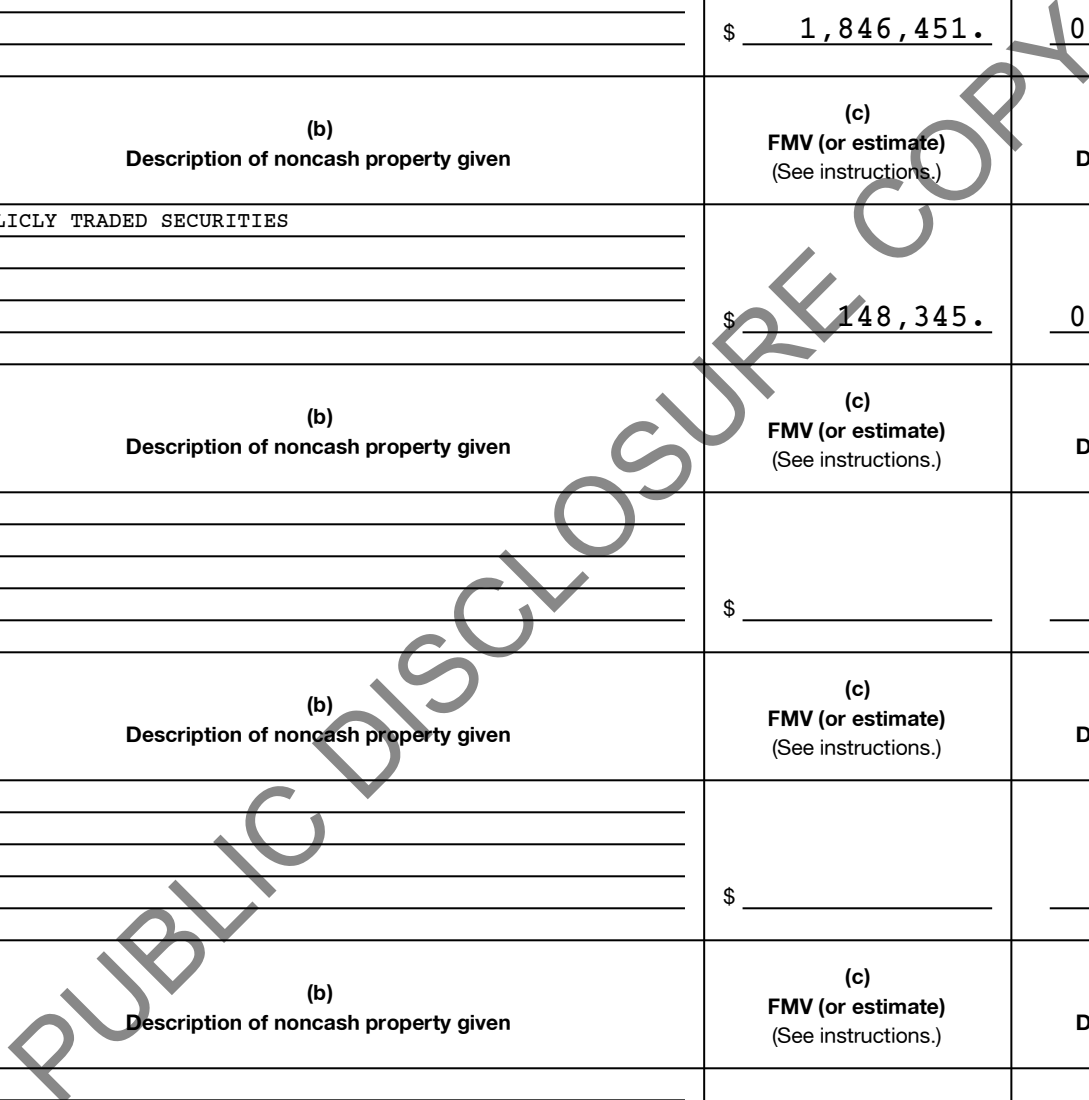 $ 1,846,451. 0
(b)
Description of noncash property given
(c)
FMV (or estimate)
(See instructions.)
D
LICLY TRADED SECURITIES
$ 148,345. 0
(b)
Description of noncash property given
(c)
FMV (or estimate)
(See instructions.)
D
$
(b)
Description of noncash property given
(c)
FMV (or estimate)
(See instructions.)
D
$
(b)
Description of noncash property given
(c)
FMV (or estimate)
(See instructions.)
D
PUBLIC DISCLOSURE COPY